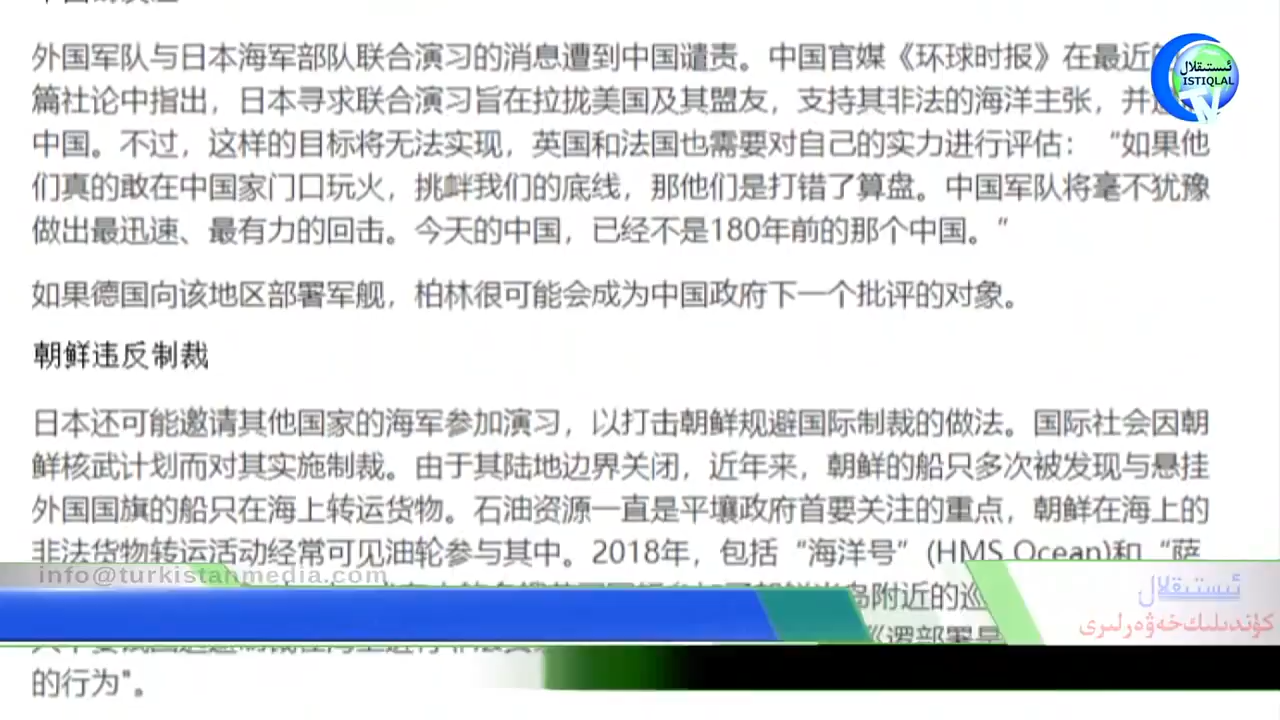 外国军队与日本海军部队联合演习的消息遭到中国谴责。中国官媒《环球时报》在最近的
篇社论中指出，日本寻求联合演习旨在拉拢美国及其盟友，支持其非法的海洋主张，并
中国。不过，这样的目标将无法实现，英国和法国也需要对自己的实力进行评估：“如果他
们真的敢在中国家门口玩火，挑衅我们的底线，那他们是打错了算盘。中国军队将毫不犹豫
做出最迅速、最有力的回击。今天的中国，已经不是180年前的那个中国。”
如果德国向该地区部署军舰，柏林很可能会成为中国政府下一个批评的对象。
朝鲜违反制裁
日本还可能邀请其他国家的海军参加演习，以打击朝鲜规避国际制裁的做法。国际社会因朝
鲜核武计划而对其实施制裁。由于其陆地边界关闭，近年来，朝鲜的船只多次被发现与悬挂
外国国旗的船只在海上转运货物。石油资源一直是平壤政府首要关注的重点，朝鲜在海上的
非法货物转运活动经常可见油轮参与其中。2018年，包括“海洋号”(HMS Ocean)和“萨
岛附近的巡
的行为"。
ئىستىقلال
ISTIQLAL
TV
info@turkistanmedia.com
ئىستىقلال
كۈندىلىك خەۋەرلىرى